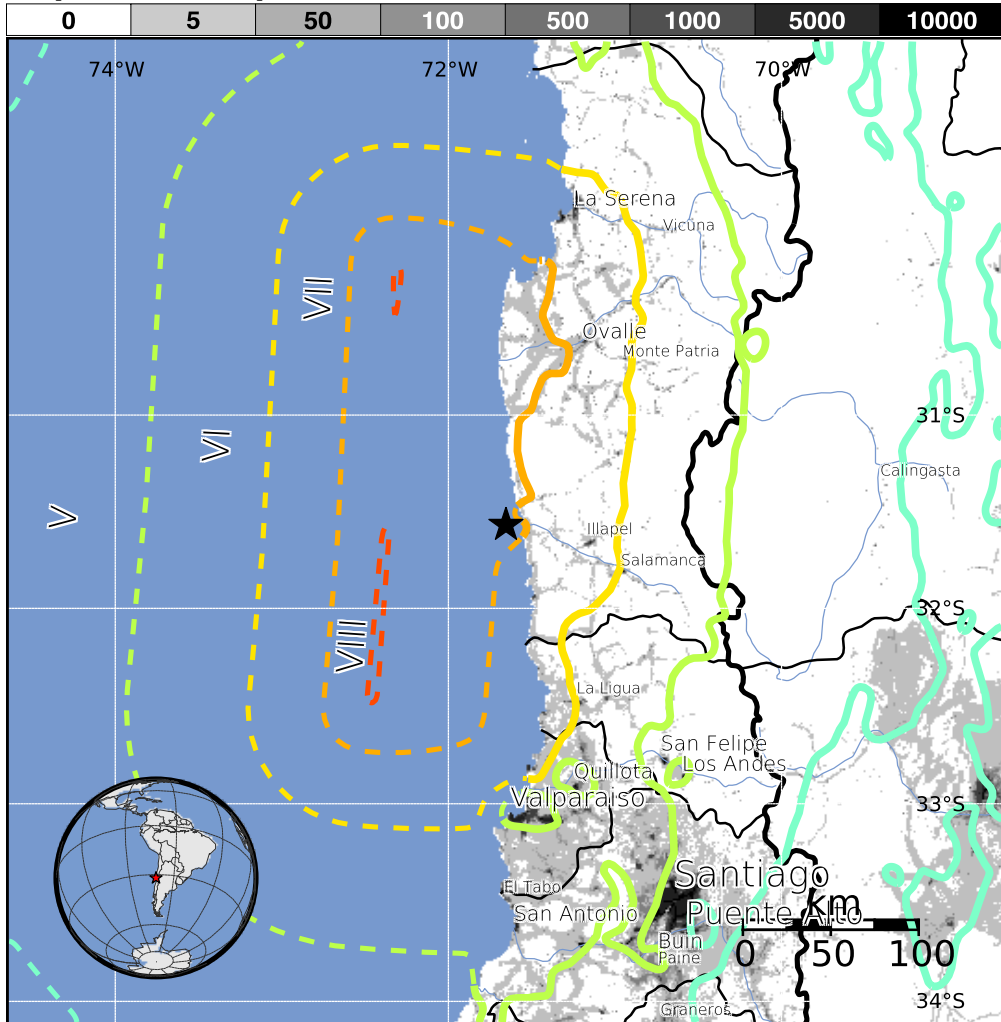 0 5 50 100 500 1000 5000 10000
74°W 72°W 70°W
La Serena
Vicuna
VII
Ovalle
Monte Patria
31°S
VI
Calingasta
V
Illapel
Salamanca
32°S
VIII
La Ligua
San Felipe
Los Andes
Quillota
Valparaiso
33°S
Santiago
El Tabo
km
San Antonio
Puente Alto
Buin
0 50 100
Paine
34°S
Graneros